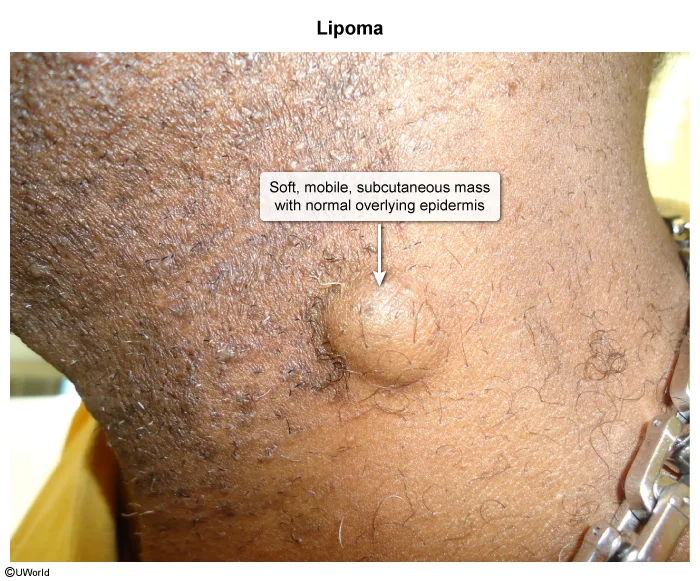 Lipoma
Soft, mobile, subcutaneous mass
with normal overlying epidermis
©UWorld